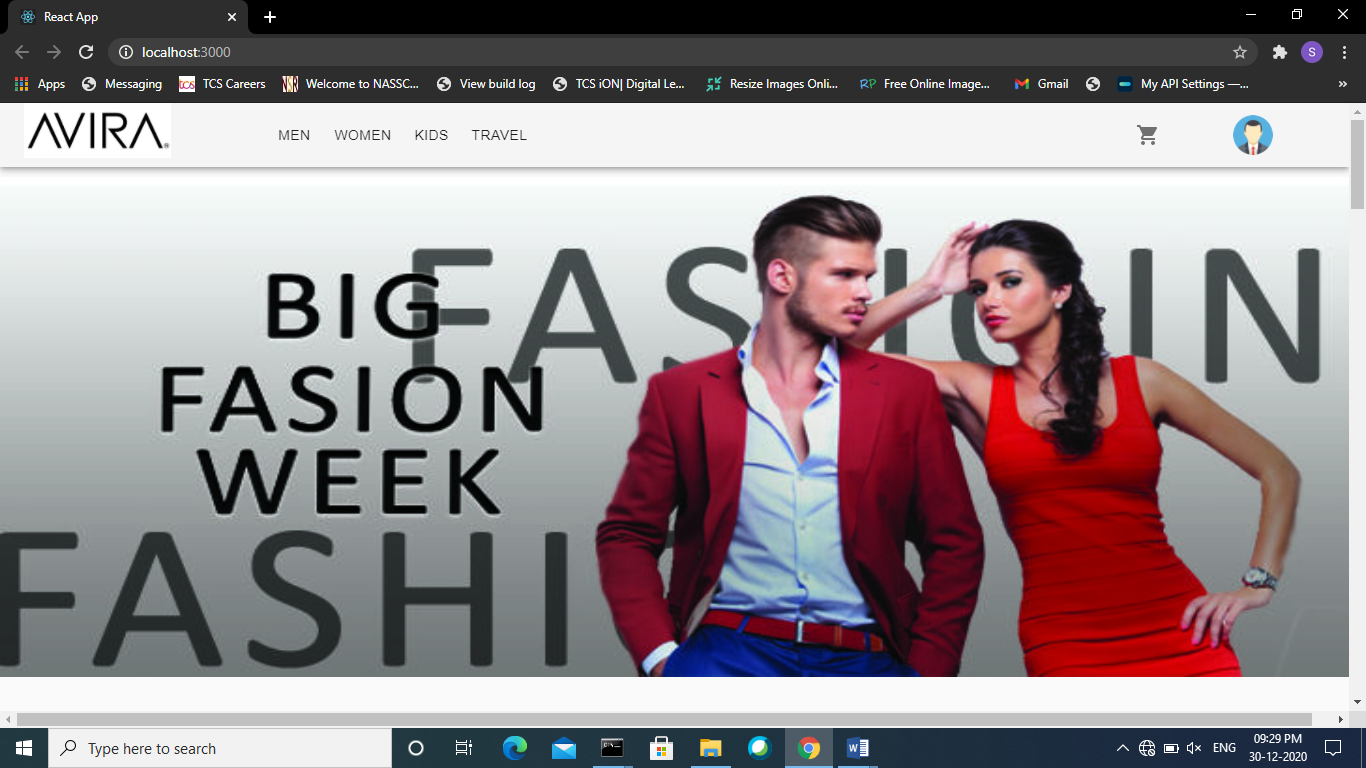 React App
localhost:3000
S
Apps Messaging TCS Careers Welcome to NASSC... View build log TCS iON| Digital Le... Resize Images Onli... RP Free Online Image... Gmail My API Settings —... »
AVIRA® MEN WOMEN KIDS TRAVEL
FASHION
BIG
FASION
WEEK
FASHI
Type here to search
ENG
09:29 PM
30-12-2020